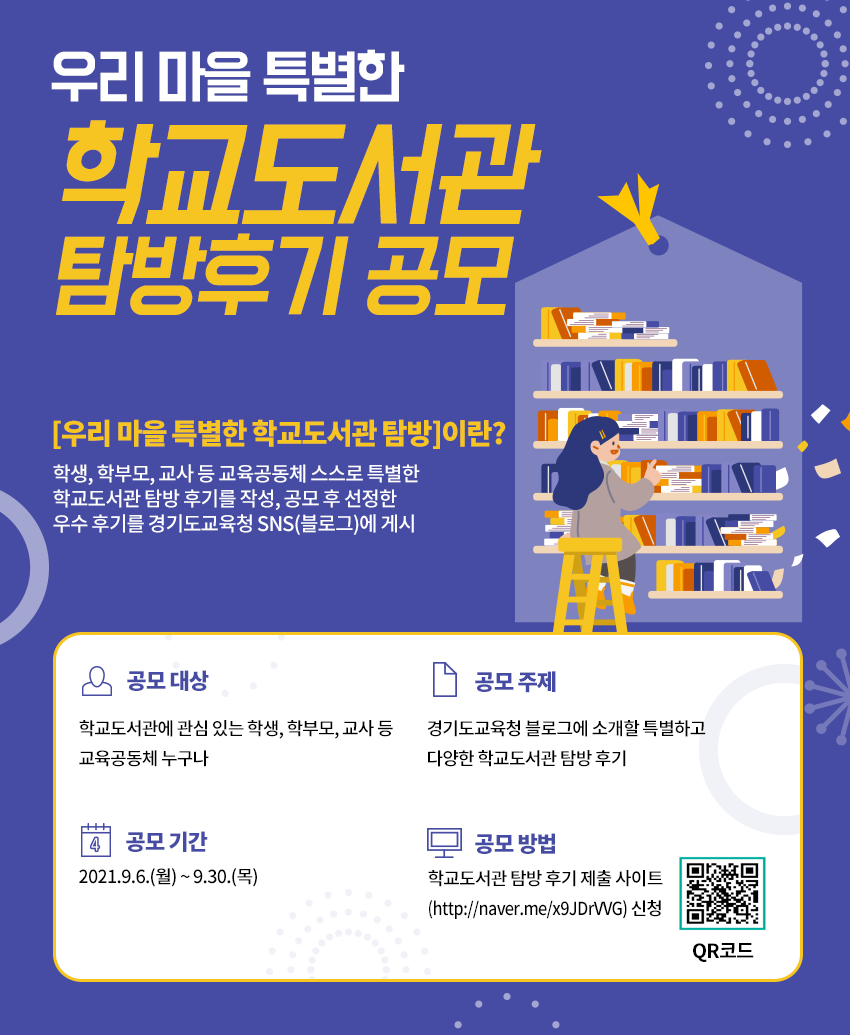 우리 마을 특별한
학교도서관
탐방후기 공모
[우리 마을 특별한 학교도서관 탐방]이란?
학생, 학부모, 교사 등 교육공동체 스스로 특별한
학교도서관 탐방 후기를 작성, 공모 후 선정한
우수 후기를 경기도교육청 SNS(블로그)에 게시
공모 대상
학교도서관에 관심 있는 학생, 학부모, 교사 등
교육공동체 누구나
공모 주제
경기도교육청 블로그에 소개할 특별하고
다양한 학교도서관 탐방 후기
4
공모 기간
2021.9.6.(월) ~ 9.30.(목)
공모 방법
학교도서관 탐방 후기 제출 사이트
(http://naver.me/x9JDrVVG) 신청
QR코드